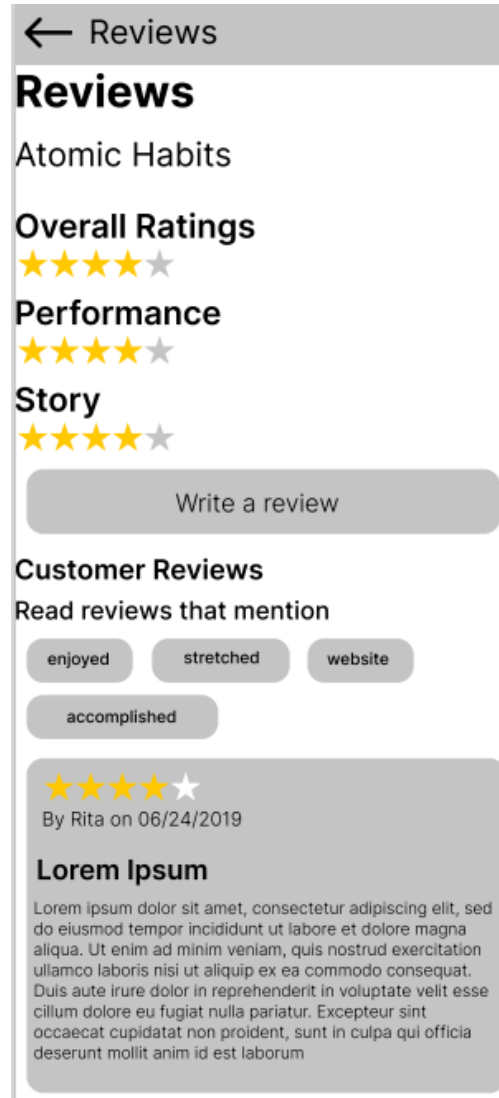 Reviews
Reviews
Atomic Habits
Overall Ratings
Performance
Story
Write a review
Customer Reviews
Read reviews that mention
enjoyed stretched website
accomplished
By Rita on 06/24/2019
Lorem Ipsum
Lorem ipsum dolor sit amet, consectetur adipiscing elit, sed
do eiusmod tempor incididunt ut labore et dolore magna
aliqua. Ut enim ad minim veniam, quis nostrud exercitation
ullamco laboris nisi ut aliquip ex ea commodo consequat.
Duis aute irure dolor in reprehenderit in voluptate velit esse
cillum dolore eu fugiat nulla pariatur. Excepteur sint
occaecat cupidatat non proident, sunt in culpa qui officia
deserunt mollit anim id est laborum